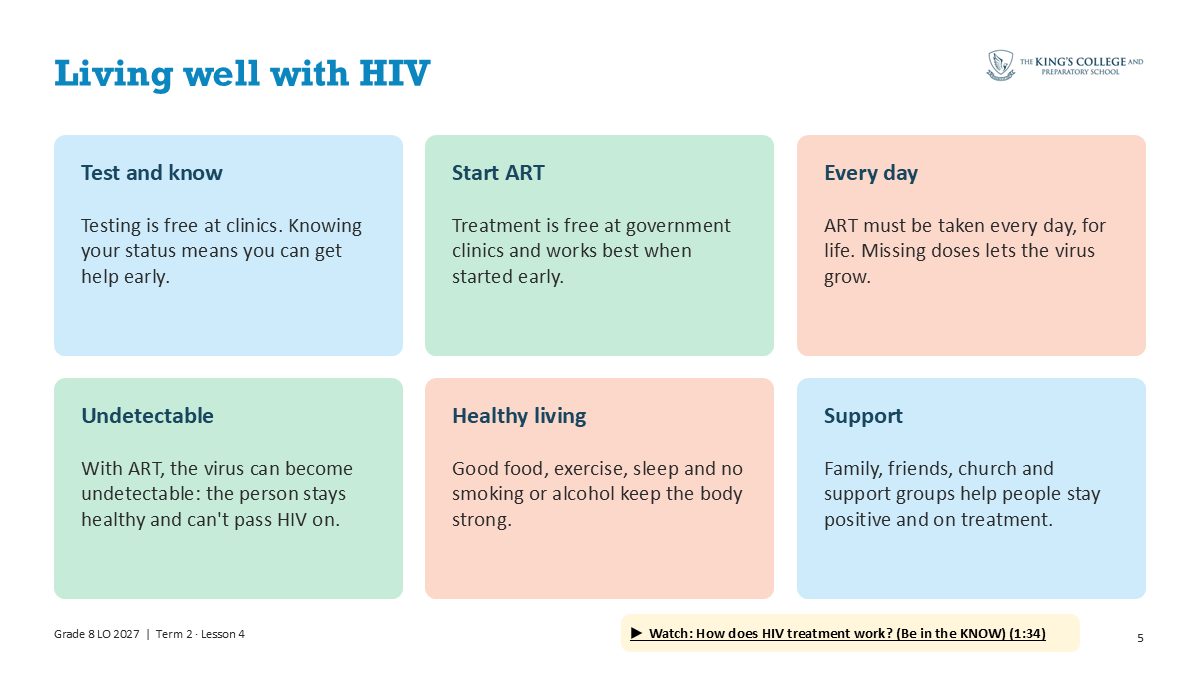 Living well with HIV
THE KING'S COLLEGE AND
PREPARATORY SCHOOL
Test and know
Testing is free at clinics. Knowing
your status means you can get
help early.
Start ART
Treatment is free at government
clinics and works best when
started early.
Every day
ART must be taken every day, for
life. Missing doses lets the virus
grow.
Undetectable
With ART, the virus can become
undetectable: the person stays
healthy and can't pass HIV on.
Healthy living
Good food, exercise, sleep and no
smoking or alcohol keep the body
strong.
Support
Family, friends, church and
support groups help people stay
positive and on treatment.
Grade 8 LO 2027 | Term 2 · Lesson 4
▶ Watch: How does HIV treatment work? (Be in the KNOW) (1:34)
5